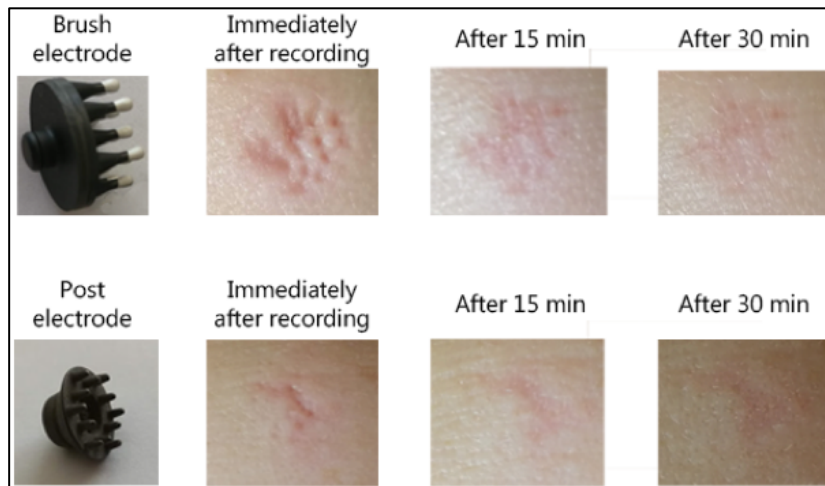 Brush
electrode
Immediately
after recording
After 15 min
After 30 min
Post
electrode
Immediately
after recording
After 15 min
After 30 min